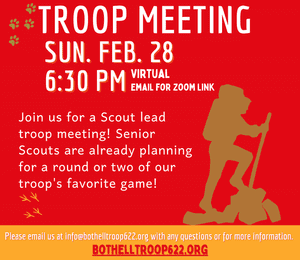 TROOP MEETING
SUN. FEB. 28
6:30 PM VIRTUAL
EMAIL FOR ZOOM LINK
Join us for a Scout lead
troop meeting! Senior
Scouts are already planning
for a round or two of our
troop's favorite game!
Please email us at info@bothelltroop622.org with any questions or for more information.
BOTHELLTROOP622.ORG